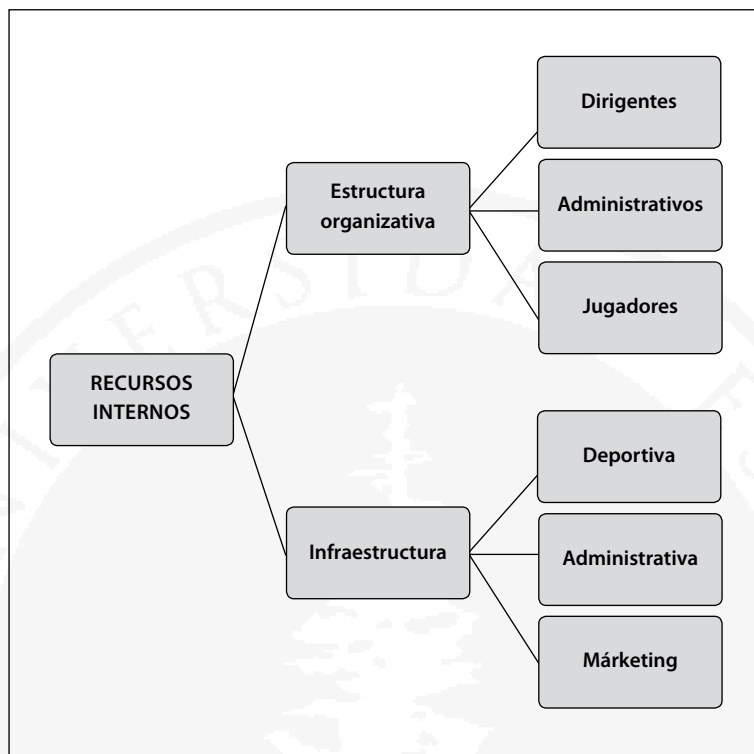 RECURSOS
INTERNOS
Estructura
organizativa
Dirigentes
Administrativos
Jugadores
Infraestructura
Deportiva
Administrativa
Márketing